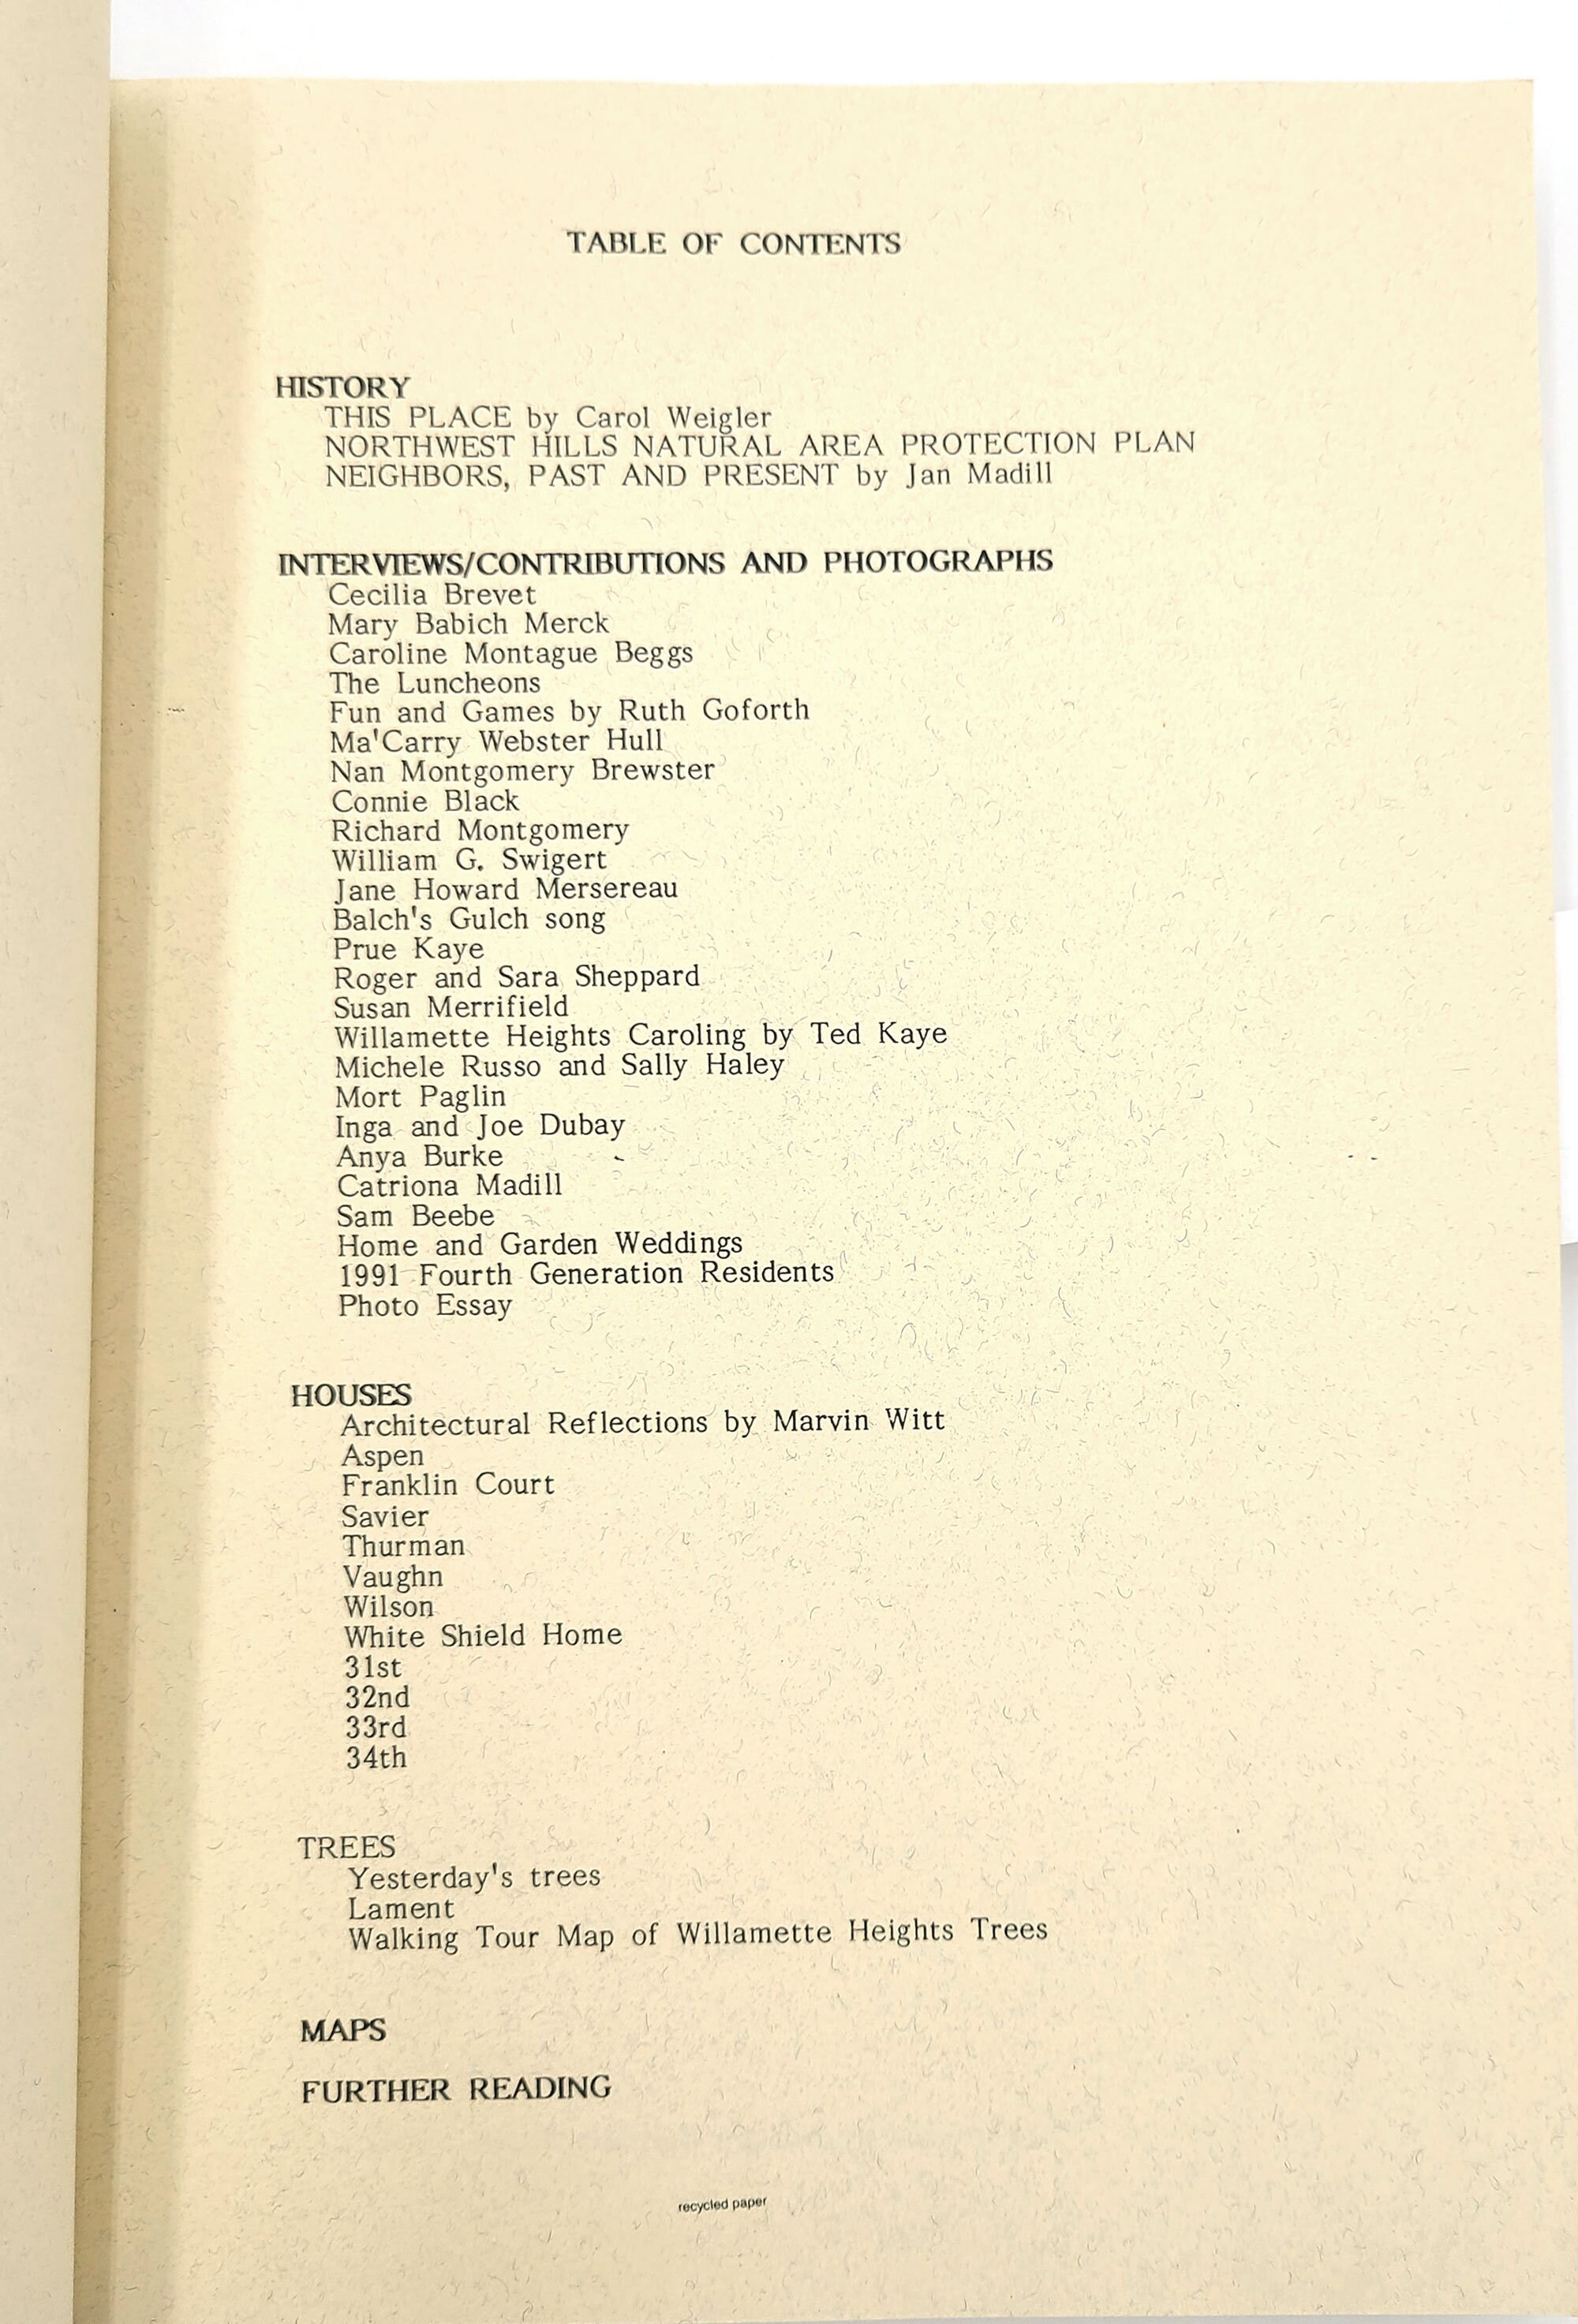 TABLE OF CONTENTS
HISTORY
THIS PLACE by Carol Weigler
NORTHWEST HILLS NATURAL AREA PROTECTION PLAN
NEIGHBORS, PAST AND PRESENT by Jan Madill
INTERVIEWS/CONTRIBUTIONS AND PHOTOGRAPHS
Cecilia Brevet
Mary Babich Merck
Caroline Montague Beggs
The Luncheons
Fun and Games by Ruth Goforth
Ma'Carry Webster Hull
Nan Montgomery Brewster
Connie Black
Richard Montgomery
William G. Swigert
Jane Howard Mersereau
Balch's Gulch song
Prue Kaye
Roger and Sara Sheppard
Susan Merrifield
Willamette Heights Caroling by Ted Kaye
Michele Russo and Sally Haley
Mort Paglin
Inga and Joe Dubay
Anya Burke
Catriona Madill
Sam Beebe
Home and Garden Weddings
1991 Fourth Generation Residents
Photo Essay
HOUSES
Architectural Reflections by Marvin Witt
Aspen
Franklin Court
Savier
Thurman
Vaughn
Wilson
White Shield Home
31st
32nd
33rd
34th
TREES
Yesterday's trees
Lament
Walking Tour Map of Willamette Heights Trees
MAPS
FURTHER READING
recycled paper